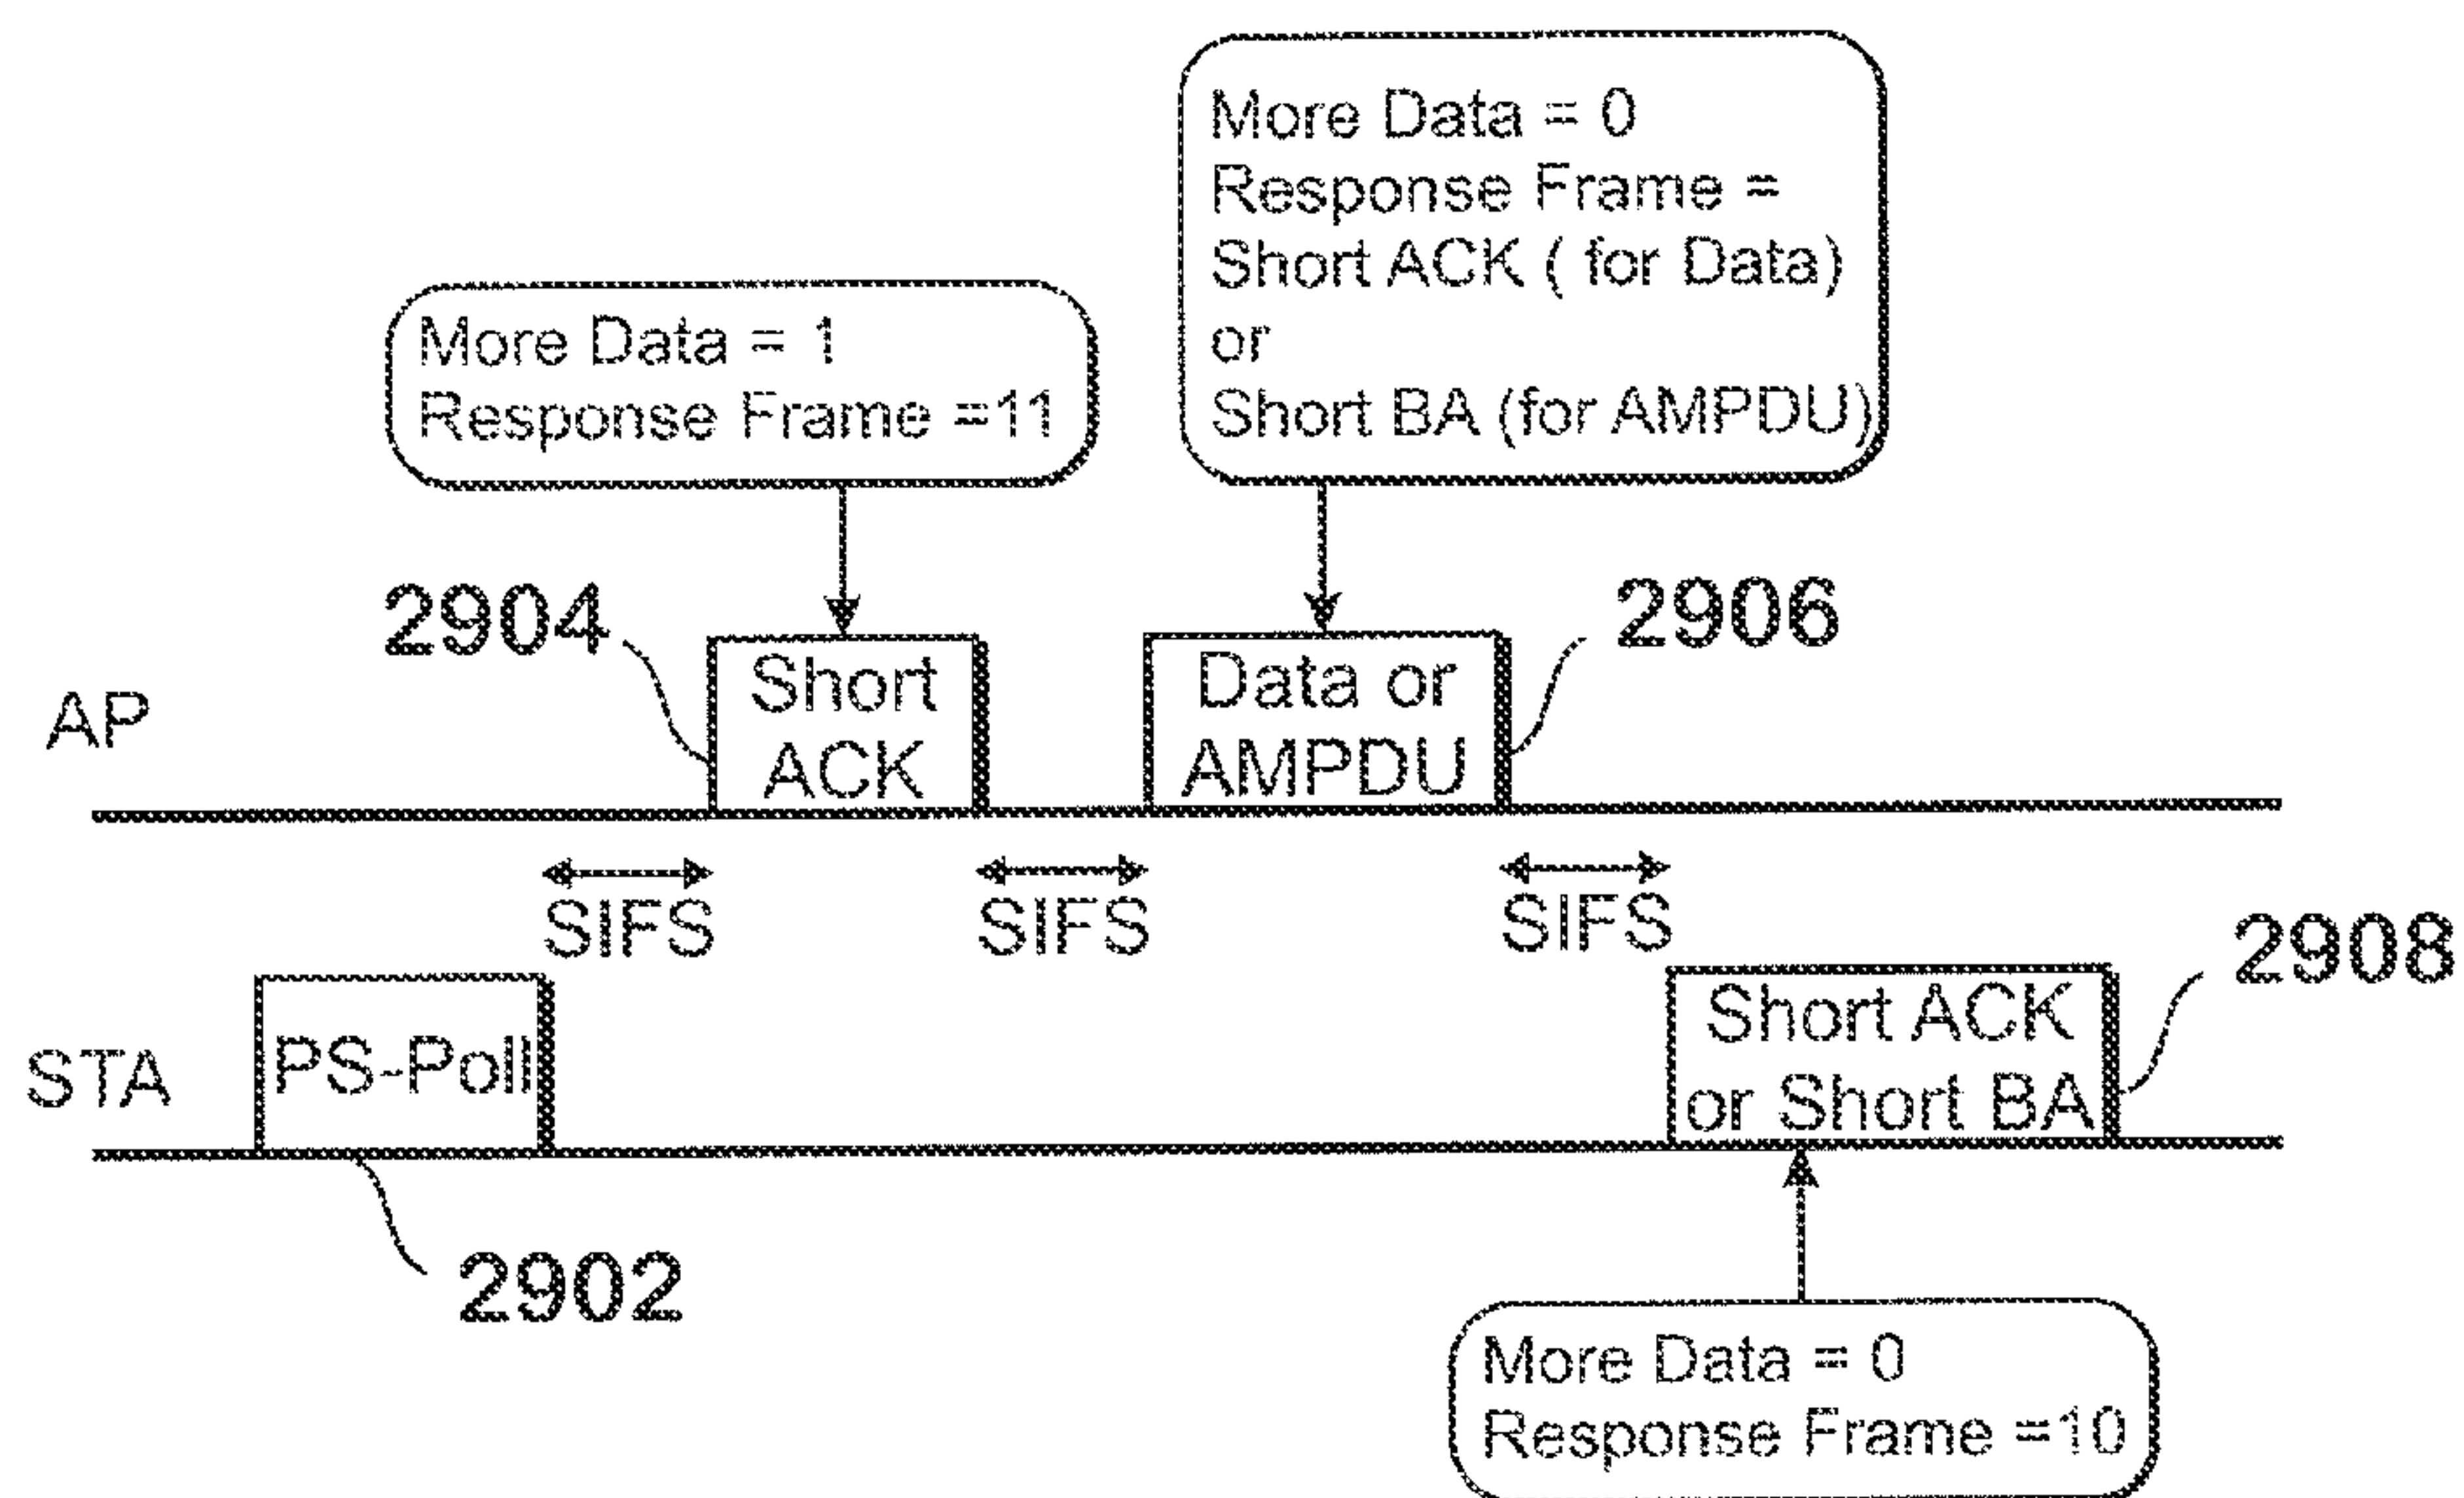 More Data = 0
Response Frame =
Short ACK ( for Data)
or
Short BA (for AMPDU)
More Data = 1
Response Frame =11
2904
2906
AP
Short
ACK
Data or
AMPDU
SIFS
SIFS
SIFS
2908
STA
PS-Poll
Short ACK
or Short BA
2902
More Data = 0
Response Frame =10